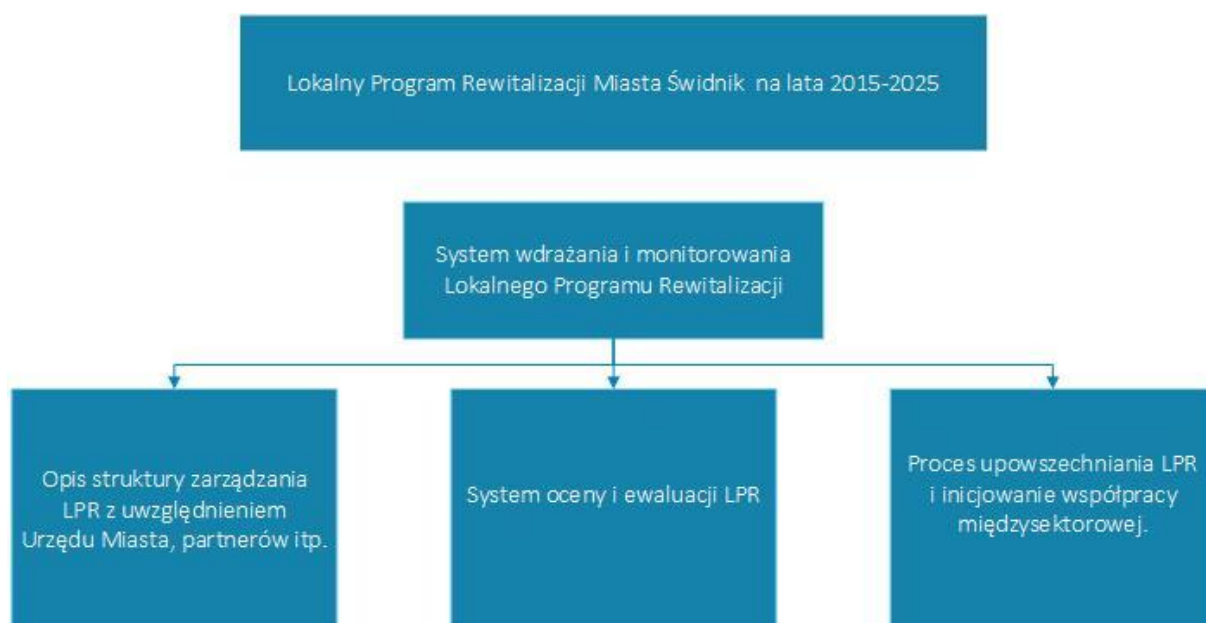 Lokalny Program Rewitalizacji Miasta Świdnik na lata 2015-2025
System wdrażania i monitorowania
Lokalnego Programu Rewitalizacji
Opis struktury zarządzania
LPR z uwzględnieniem
Urzędu Miasta, partnerów itp.
System oceny i ewaluacji LPR
Proces upowszechniania LPR
i inicjowanie współpracy
międzysektorowej.